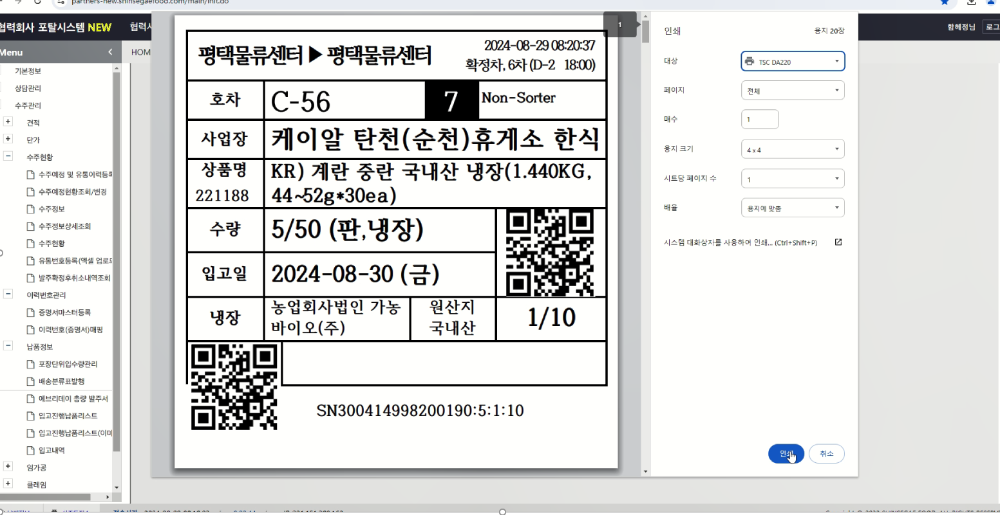 partners-new.shinsegaefood.com/main/init.do
협력회사 포탈시스템 NEW
협력사
함혜정님
로그
Menu
HOM
기본정보
상담관리
수주관리
견적
단가
수주현황
수주예정 및 유통이력등록
수주예정현황조회/변경
수주정보
수주정보상세조회
수주현황
유통번호등록(엑셀 업로드
발주확정후취소내역조회
이력번호관리
증명서마스터등록
이력번호(증명서)매핑
납품정보
포장단위입수량관리
배송분류표발행
에브리데이 총량 발주서
입고진행납품리스트
입고진행납품리스트(이마
입고내역
임가공
클레임
1
평택물류센터 ▶ 평택물류센터
2024-08-29 08:20:37
확정차, 6차 (D-2 18:00)
호차
C-56
7
Non-Sorter
사업장
케이알 탄천(순천)휴게소 한식
상품명
221188
KR) 계란 중란 국내산 냉장(1.440KG,
44~52g*30ea)
수량
5/50 (판,냉장)
입고일
2024-08-30 (금)
냉장
농업회사법인 가농
바이오(주)
원산지
국내산
1/10
SN300414998200190:5:1:10
인쇄
용지 20장
대상
TSC DA220
페이지
전체
매수
1
용지 크기
4 x 4
시트당 페이지 수
1
배율
용지에 맞춤
시스템 대화상자를 사용하여 인쇄... (Ctrl+Shift+P)
인쇄
취소